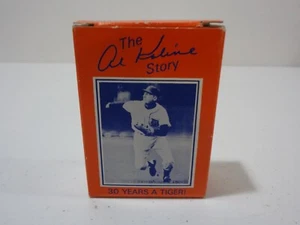 The
Al Kaline
Story
30 YEARS A TIGER!